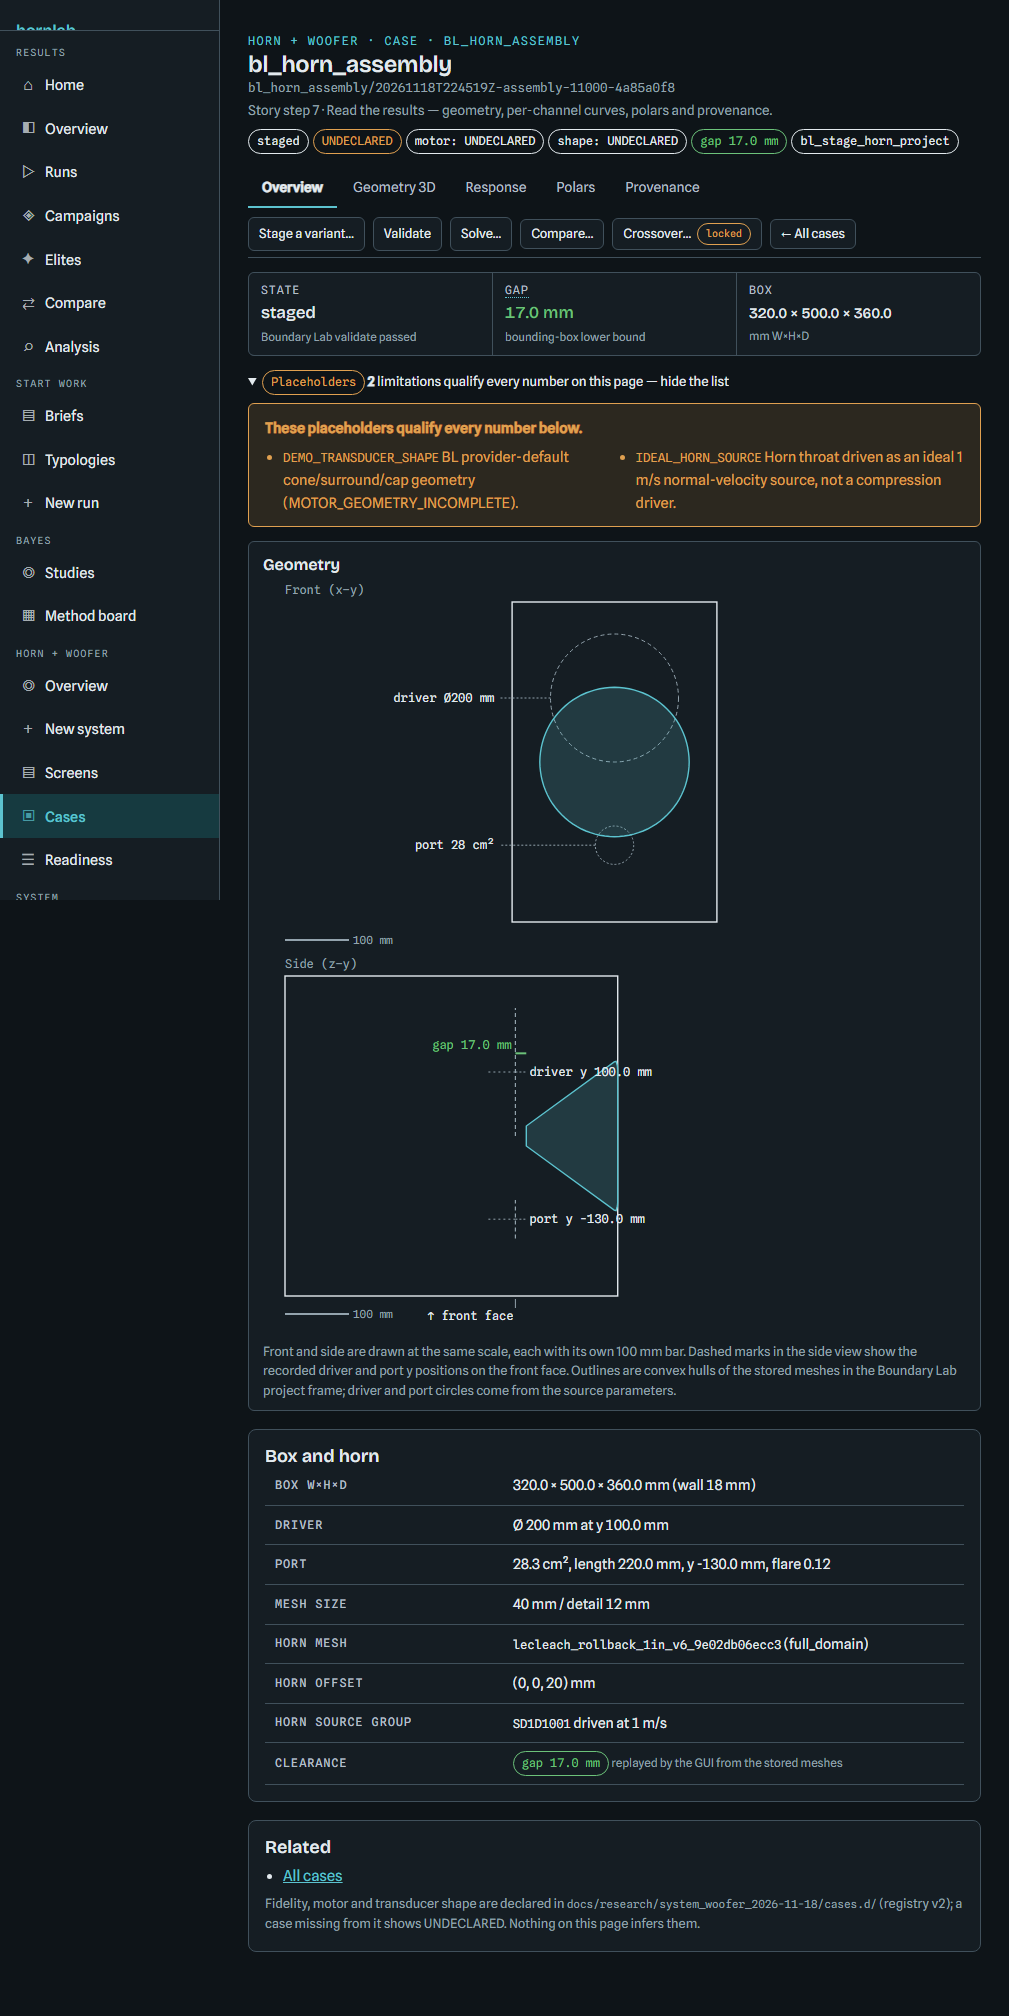 RESULTS
Home
Overview
Runs
Campaigns
Elites
Compare
Analysis
START WORK
Briefs
Typologies
New run
BAYES
Studies
Method board
HORN + WOOFER
Overview
New system
Screens
Cases
Readiness
SYSTEM
HORN + WOOFER · CASE · BL_HORN_ASSEMBLY
bl_horn_assembly
bl_horn_assembly/20261118T224519Z-assembly-11000-4a85a0f8
Story step 7 · Read the results — geometry, per-channel curves, polars and provenance.
staged UNDECLARED motor: UNDECLARED shape: UNDECLARED gap 17.0 mm bl_stage_horn_project
Overview Geometry 3D Response Polars Provenance
Stage a variant... Validate Solve... Compare... Crossover... locked ← All cases
STATE
staged
Boundary Lab validate passed
GAP
17.0 mm
bounding-box lower bound
BOX
320.0 × 500.0 × 360.0
mm W×H×D
▼ Placeholders 2 limitations qualify every number on this page — hide the list
These placeholders qualify every number below.
• DEMO_TRANSDUCER_SHAPE BL provider-default
cone/surround/cap geometry
(MOTOR_GEOMETRY_INCOMPLETE).
• IDEAL_HORN_SOURCE Horn throat driven as an ideal 1
m/s normal-velocity source, not a compression
driver.
Geometry
Front (x–y)
driver Ø200 mm
port 28 cm²
100 mm
Side (z–y)
gap 17.0 mm
driver y 100.0 mm
port y -130.0 mm
100 mm
↑ front face
Front and side are drawn at the same scale, each with its own 100 mm bar. Dashed marks in the side view show the
recorded driver and port y positions on the front face. Outlines are convex hulls of the stored meshes in the Boundary Lab
project frame; driver and port circles come from the source parameters.
Box and horn
BOX W×H×D 320.0 × 500.0 × 360.0 mm (wall 18 mm)
DRIVER Ø 200 mm at y 100.0 mm
PORT 28.3 cm², length 220.0 mm, y -130.0 mm, flare 0.12
MESH SIZE 40 mm / detail 12 mm
HORN MESH lecleach_rollback_1in_v6_9e02db06ecc3 (full_domain)
HORN OFFSET (0, 0, 20) mm
HORN SOURCE GROUP SD1D1001 driven at 1 m/s
CLEARANCE gap 17.0 mm replayed by the GUI from the stored meshes
Related
• All cases
Fidelity, motor and transducer shape are declared in docs/research/system_woofer_2026-11-18/cases.d/ (registry v2); a
case missing from it shows UNDECLARED. Nothing on this page infers them.